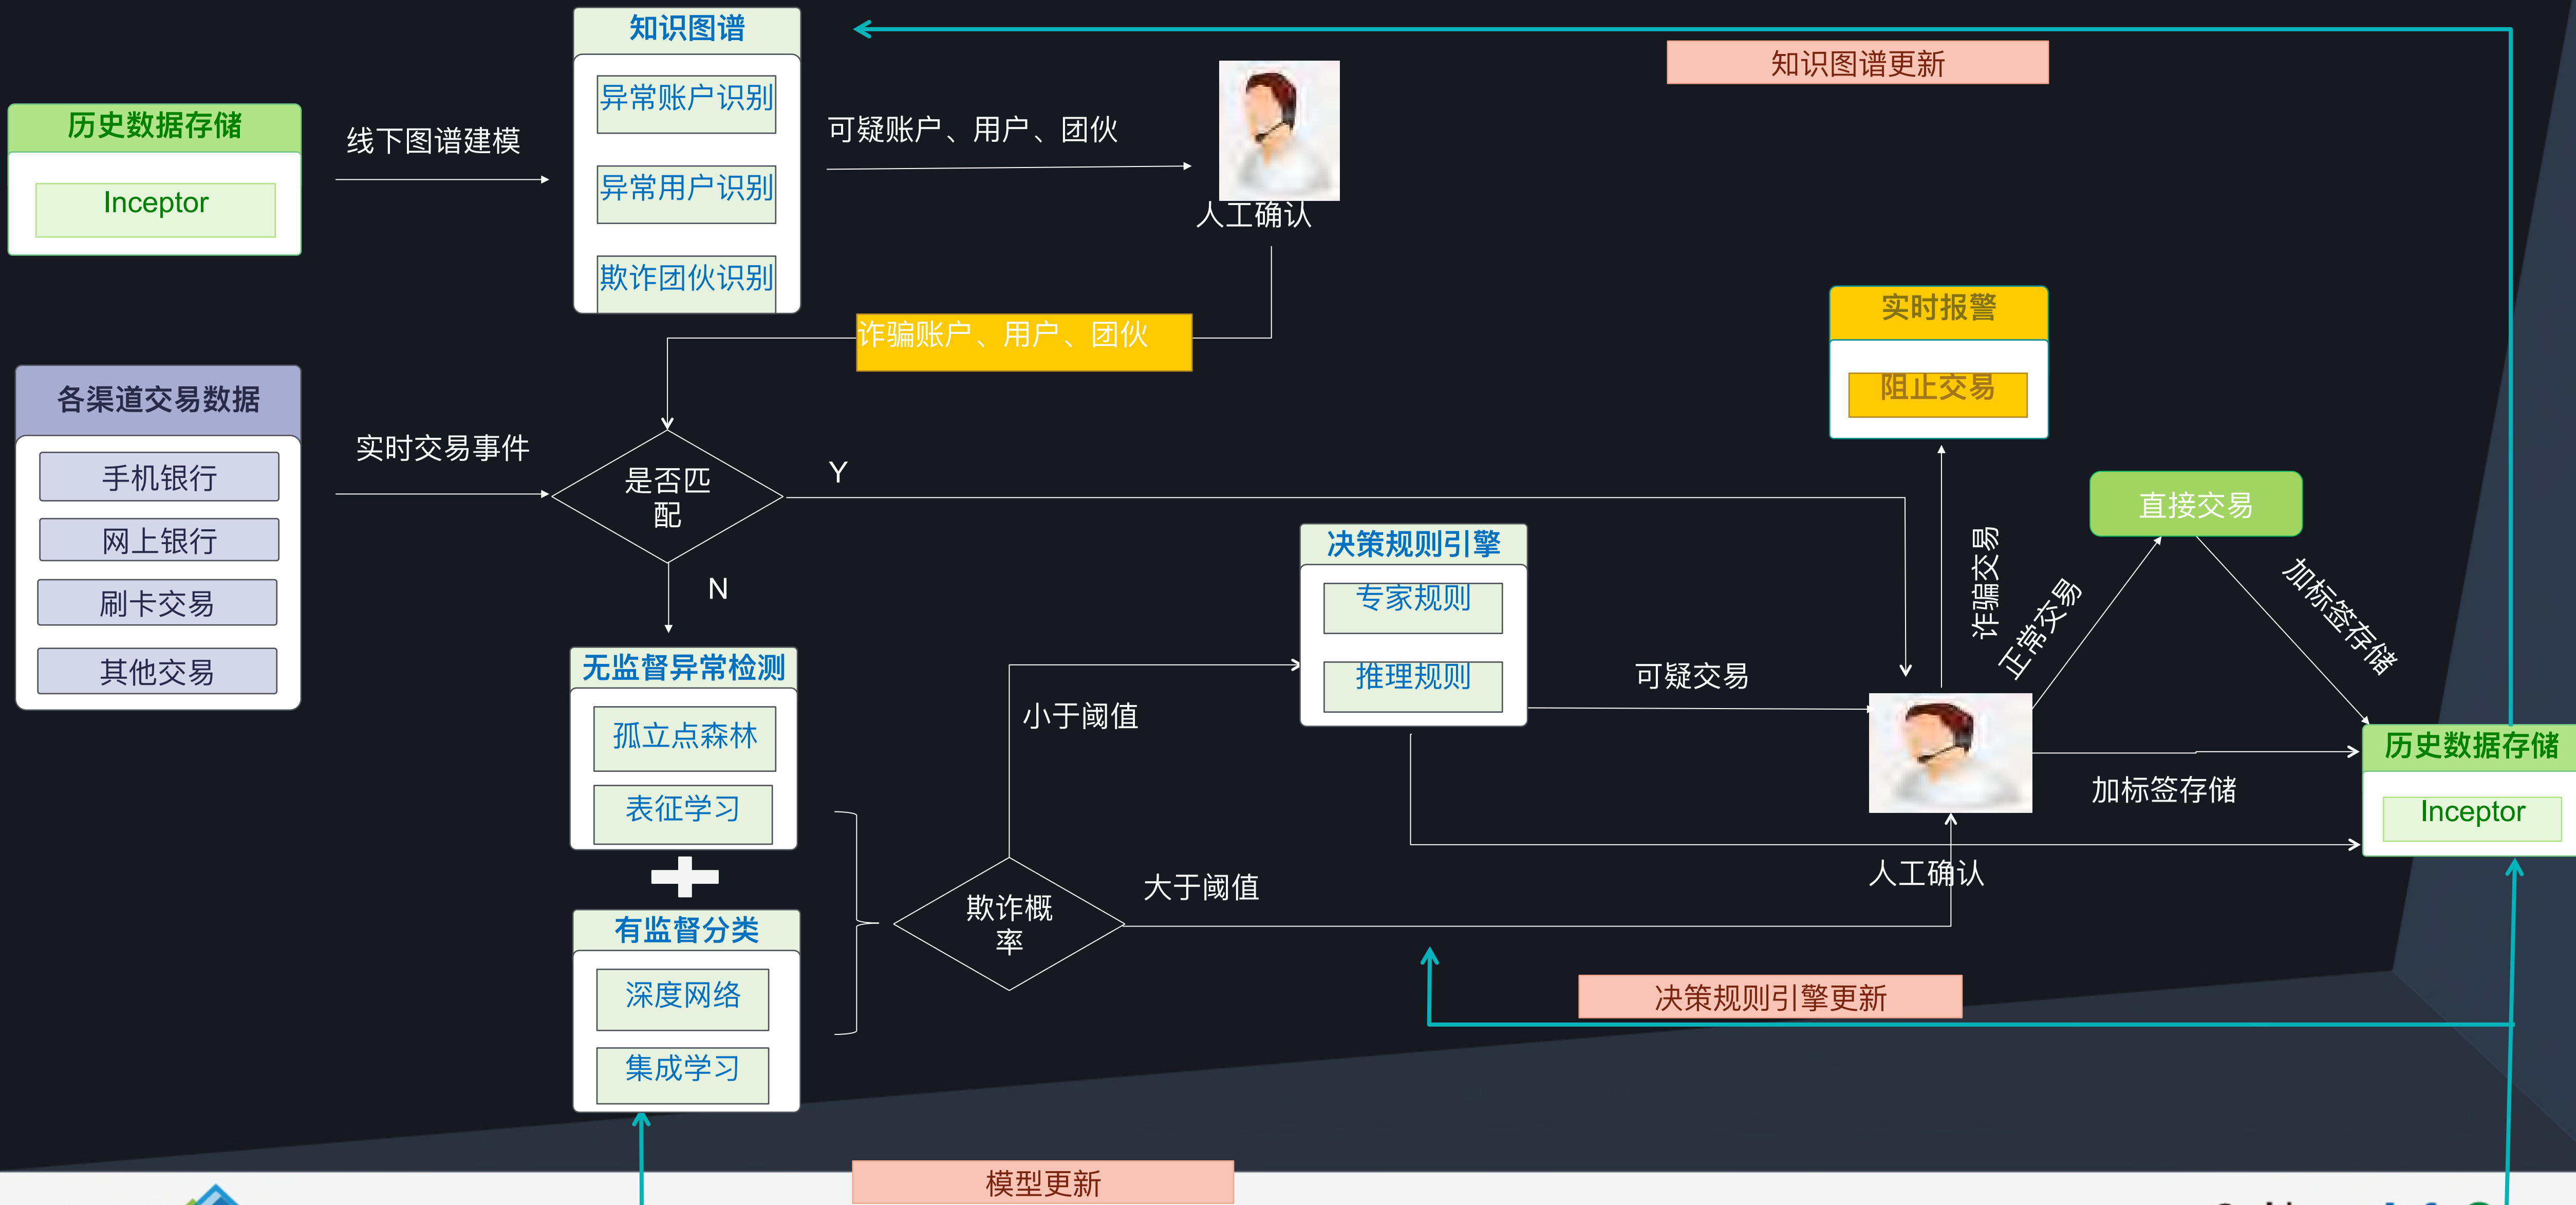 知识图谱
知识图谱更新
异常账户识别
异常用户识别
欺诈团伙识别
历史数据存储
Inceptor
线下图谱建模
可疑账户、用户、团伙
人工确认
诈骗账户、用户、团伙
实时报警
阻止交易
各渠道交易数据
手机银行
网上银行
刷卡交易
其他交易
实时交易事件
是否匹
配
Y
N
直接交易
诈骗交易
正常交易
加标签存储
决策规则引擎
专家规则
推理规则
可疑交易
无监督异常检测
孤立点森林
表征学习
小于阈值
历史数据存储
Inceptor
加标签存储
人工确认
大于阈值
欺诈概
率
有监督分类
深度网络
集成学习
决策规则引擎更新
模型更新